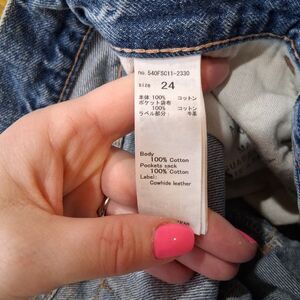 no. 540FSC11-2330
size 24
本体 100% コットン
ポケット袋布
100% コットン
ラベル部分: 牛革
Body
100% Cotton
Pockets sack
100% Cotton
Label:
Cowhide leather